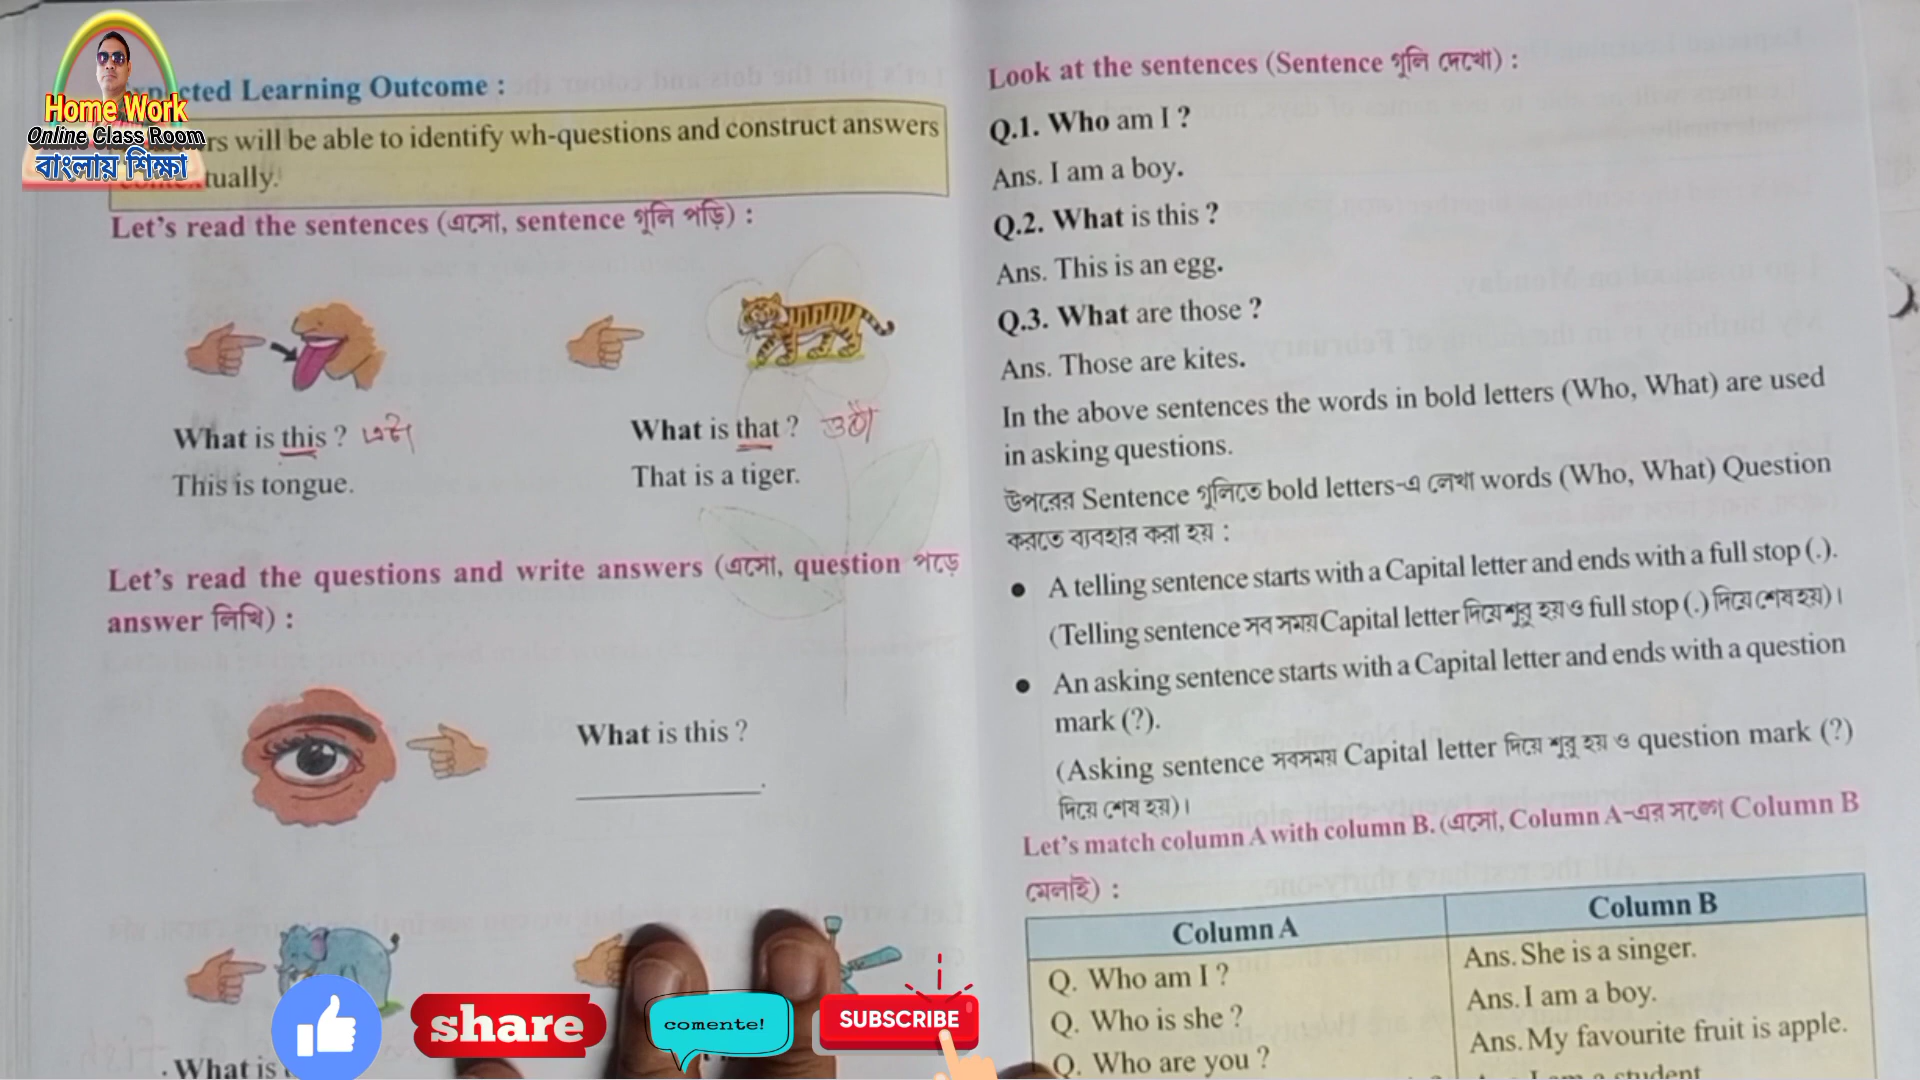 Home Work
Online Class Room
বাংলায় শিক্ষা
Learning Outcome :
will be able to identify wh-questions and construct answers
Let's read the sentences (এসো, sentence গুলি পড়ি) :
What is this ? এটা
This is tongue.
What is that ? ওটা
That is a tiger.
Let's read the questions and write answers (এসো, question পড়ে
answer লিখি) :
What is this ?
What is
share
comente!
SUBSCRIBE
Look at the sentences (Sentence গুলি দেখো) :
Q.1. Who am I ?
Ans. I am a boy.
Q.2. What is this ?
Ans. This is an egg.
Q.3. What are those ?
Ans. Those are kites.
In the above sentences the words in bold letters (Who, What) are used
in asking questions.
উপরের Sentence গুলিতে bold letters-এ লেখা words (Who, What) Question
করতে ব্যবহার করা হয় :
● A telling sentence starts with a Capital letter and ends with a full stop (.).
(Telling sentence সব সময় Capital letter দিয়ে শুরু হয় ও full stop (.) দিয়ে শেষ হয়)।
● An asking sentence starts with a Capital letter and ends with a question
mark (?).
(Asking sentence সবসময় Capital letter দিয়ে শুরু হয় ও question mark (?)
দিয়ে শেষ হয়)।
Let's match column A with column B. (এসো, Column A-এর সঙ্গে Column B
মেলাই) :
Column A
Column B
Q. Who am I ?
Ans. She is a singer.
Q. Who is she ?
Ans. I am a boy.
Q. Who are you ?
Ans. My favourite fruit is apple.
student